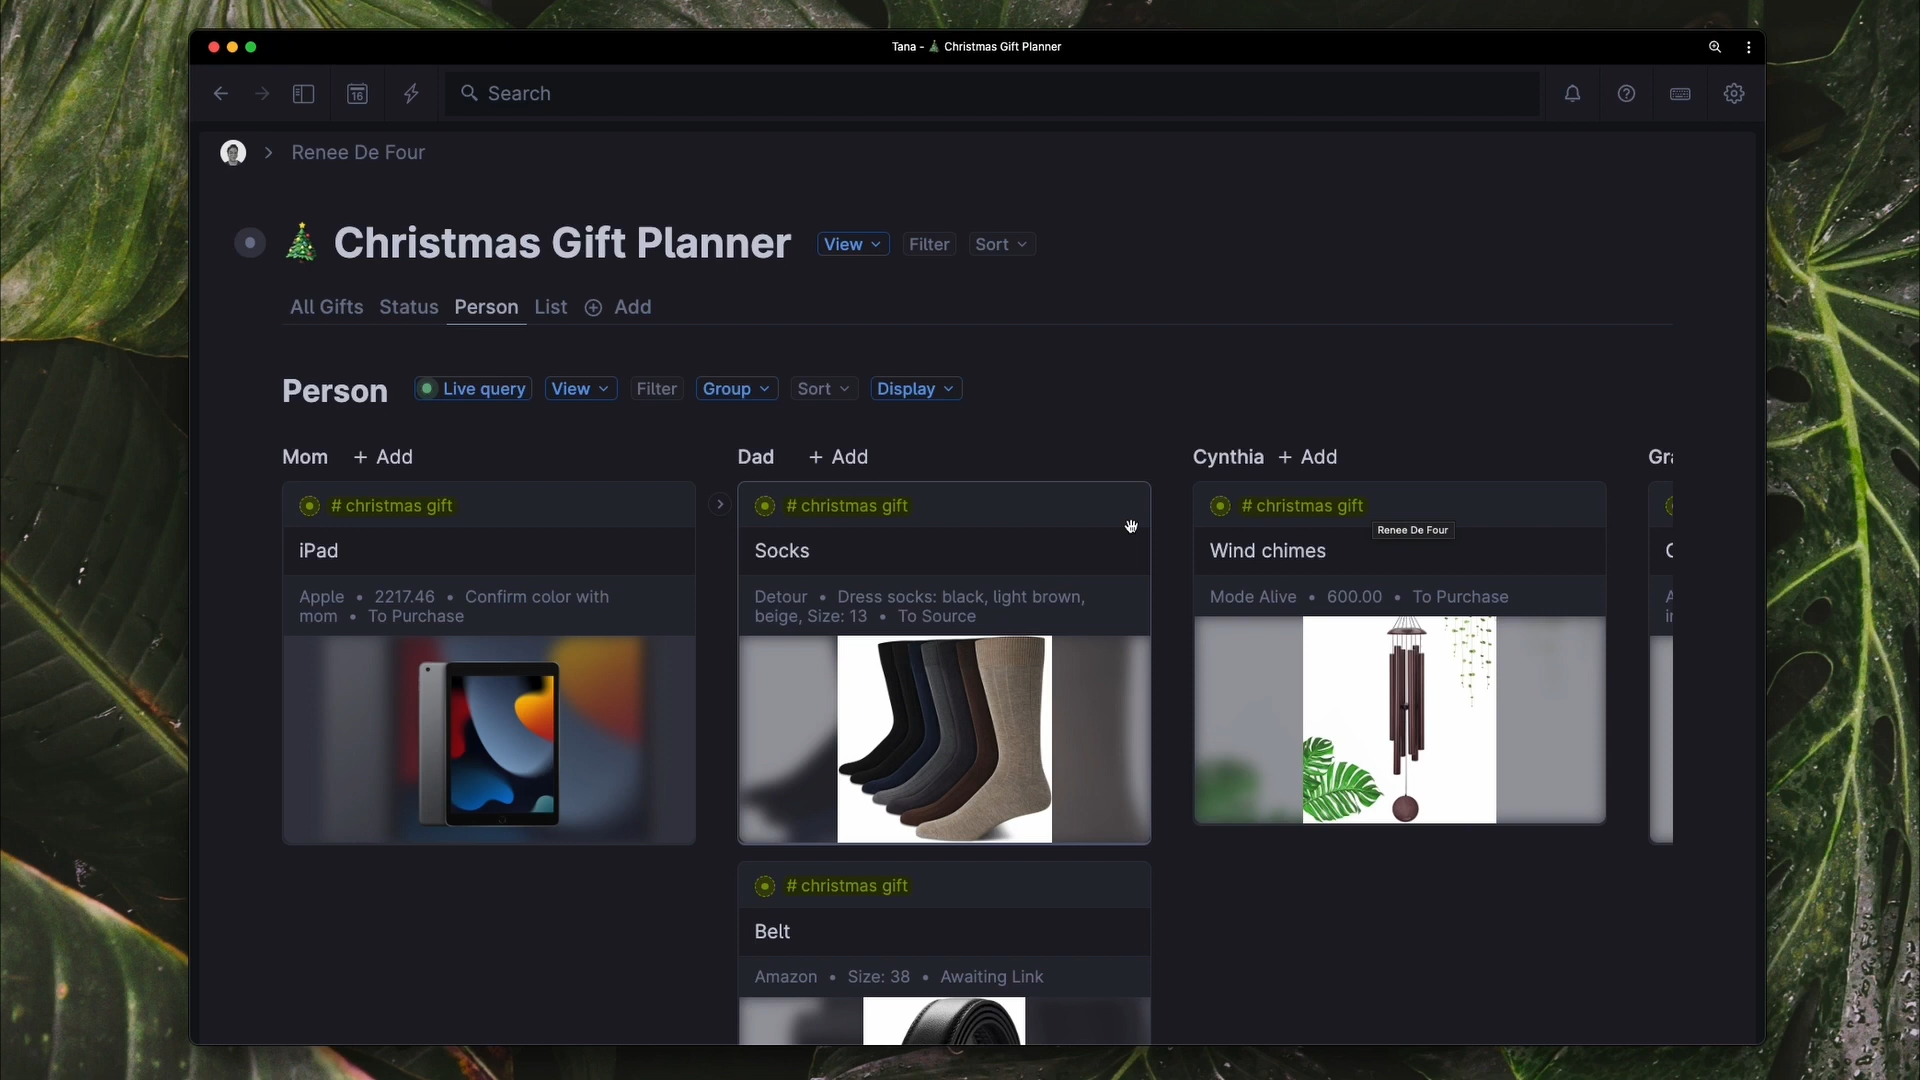 Tana - 🎄 Christmas Gift Planner
16
Search
Renee De Four
🎄 Christmas Gift Planner View Filter Sort
All Gifts Status Person List Add
Person Live query View Filter Group Sort Display
Mom + Add
# christmas gift
iPad
Apple • 2217.46 • Confirm color with
mom • To Purchase
Dad + Add
# christmas gift
Socks
Detour • Dress socks: black, light brown,
beige, Size: 13 • To Source
# christmas gift
Belt
Amazon • Size: 38 • Awaiting Link
Cynthia + Add
# christmas gift
Renee De Four
Wind chimes
Mode Alive • 600.00 • To Purchase